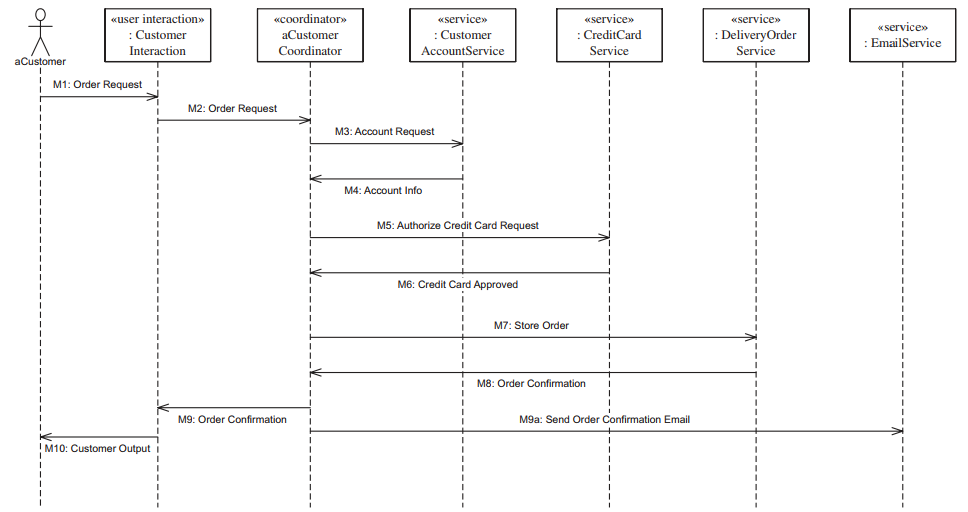 «user interaction»
: Customer
Interaction
«coordinator»
aCustomer
Coordinator
«service»
: Customer
AccountService
«service»
: CreditCard
Service
«service»
: DeliveryOrder
Service
«service»
: EmailService
aCustomer
M1: Order Request
M2: Order Request
M3: Account Request
M4: Account Info
M5: Authorize Credit Card Request
M6: Credit Card Approved
M7: Store Order
M8: Order Confirmation
M9: Order Confirmation
M9a: Send Order Confirmation Email
M10: Customer Output